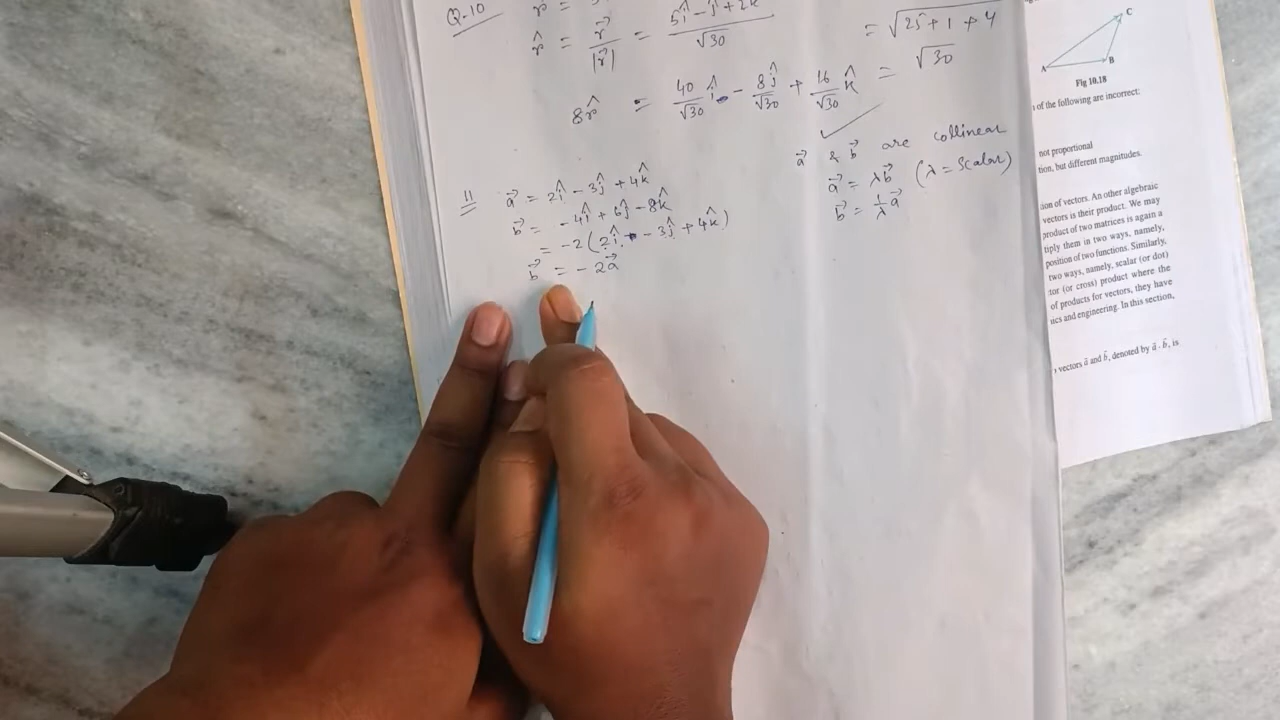 Q.10
r̂ = r⃗/|r⃗| = (5î - ĵ + 2k̂)/√30
= √25 + 1 + 4
√30
8r̂ = 40/√30 î - 8ĵ/√30 + 16/√30 k̂ =
11 a⃗ = 2î - 3ĵ + 4k̂
b⃗ = -4î + 6ĵ - 8k̂
= -2(2î - 3ĵ + 4k̂)
b⃗ = -2a⃗
a⃗ & b⃗ are collinear
a⃗ = λb⃗ (λ = Scalar)
b⃗ = 1/λ a⃗
C
A
B
Fig 10.18
of the following are incorrect:
not proportional
tion, but different magnitudes.
ion of vectors. An other algebraic
vectors is their product. We may
product of two matrices is again a
tiply them in two ways, namely,
position of two functions. Similarly,
two ways, namely, scalar (or dot)
tor (or cross) product where the
of products for vectors, they have
ics and engineering. In this section,
vectors a⃗ and b⃗, denoted by a⃗ · b⃗, is